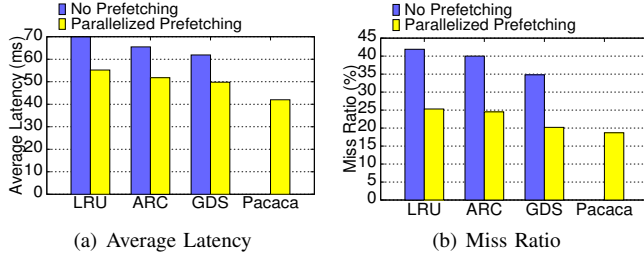 No Prefetching
Parallelized Prefetching
Average Latency (ms)
70
60
50
40
30
20
10
0
LRU ARC GDS Pacaca
(a) Average Latency
No Prefetching
Parallelized Prefetching
Miss Ratio (%)
45
40
35
30
25
20
15
10
5
0
LRU ARC GDS Pacaca
(b) Miss Ratio